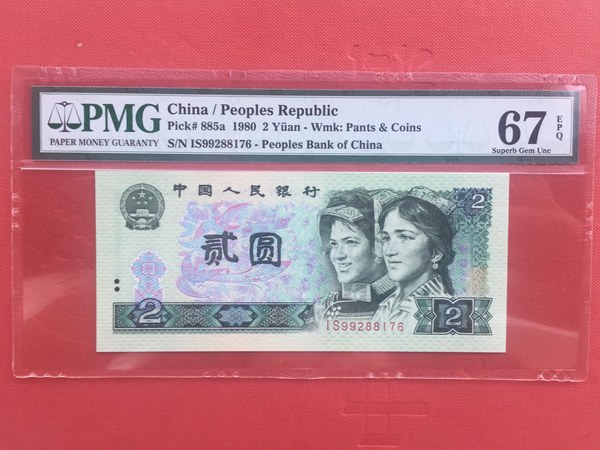 PMG
PAPER MONEY GUARANTY
China / Peoples Republic
Pick# 885a 1980 2 Yüan - Wmk: Pants & Coins
S/N IS99288176 - Peoples Bank of China
67
EPQ
Superb Gem Unc
中国人民银行
贰圆
2
2
2
IS99288176